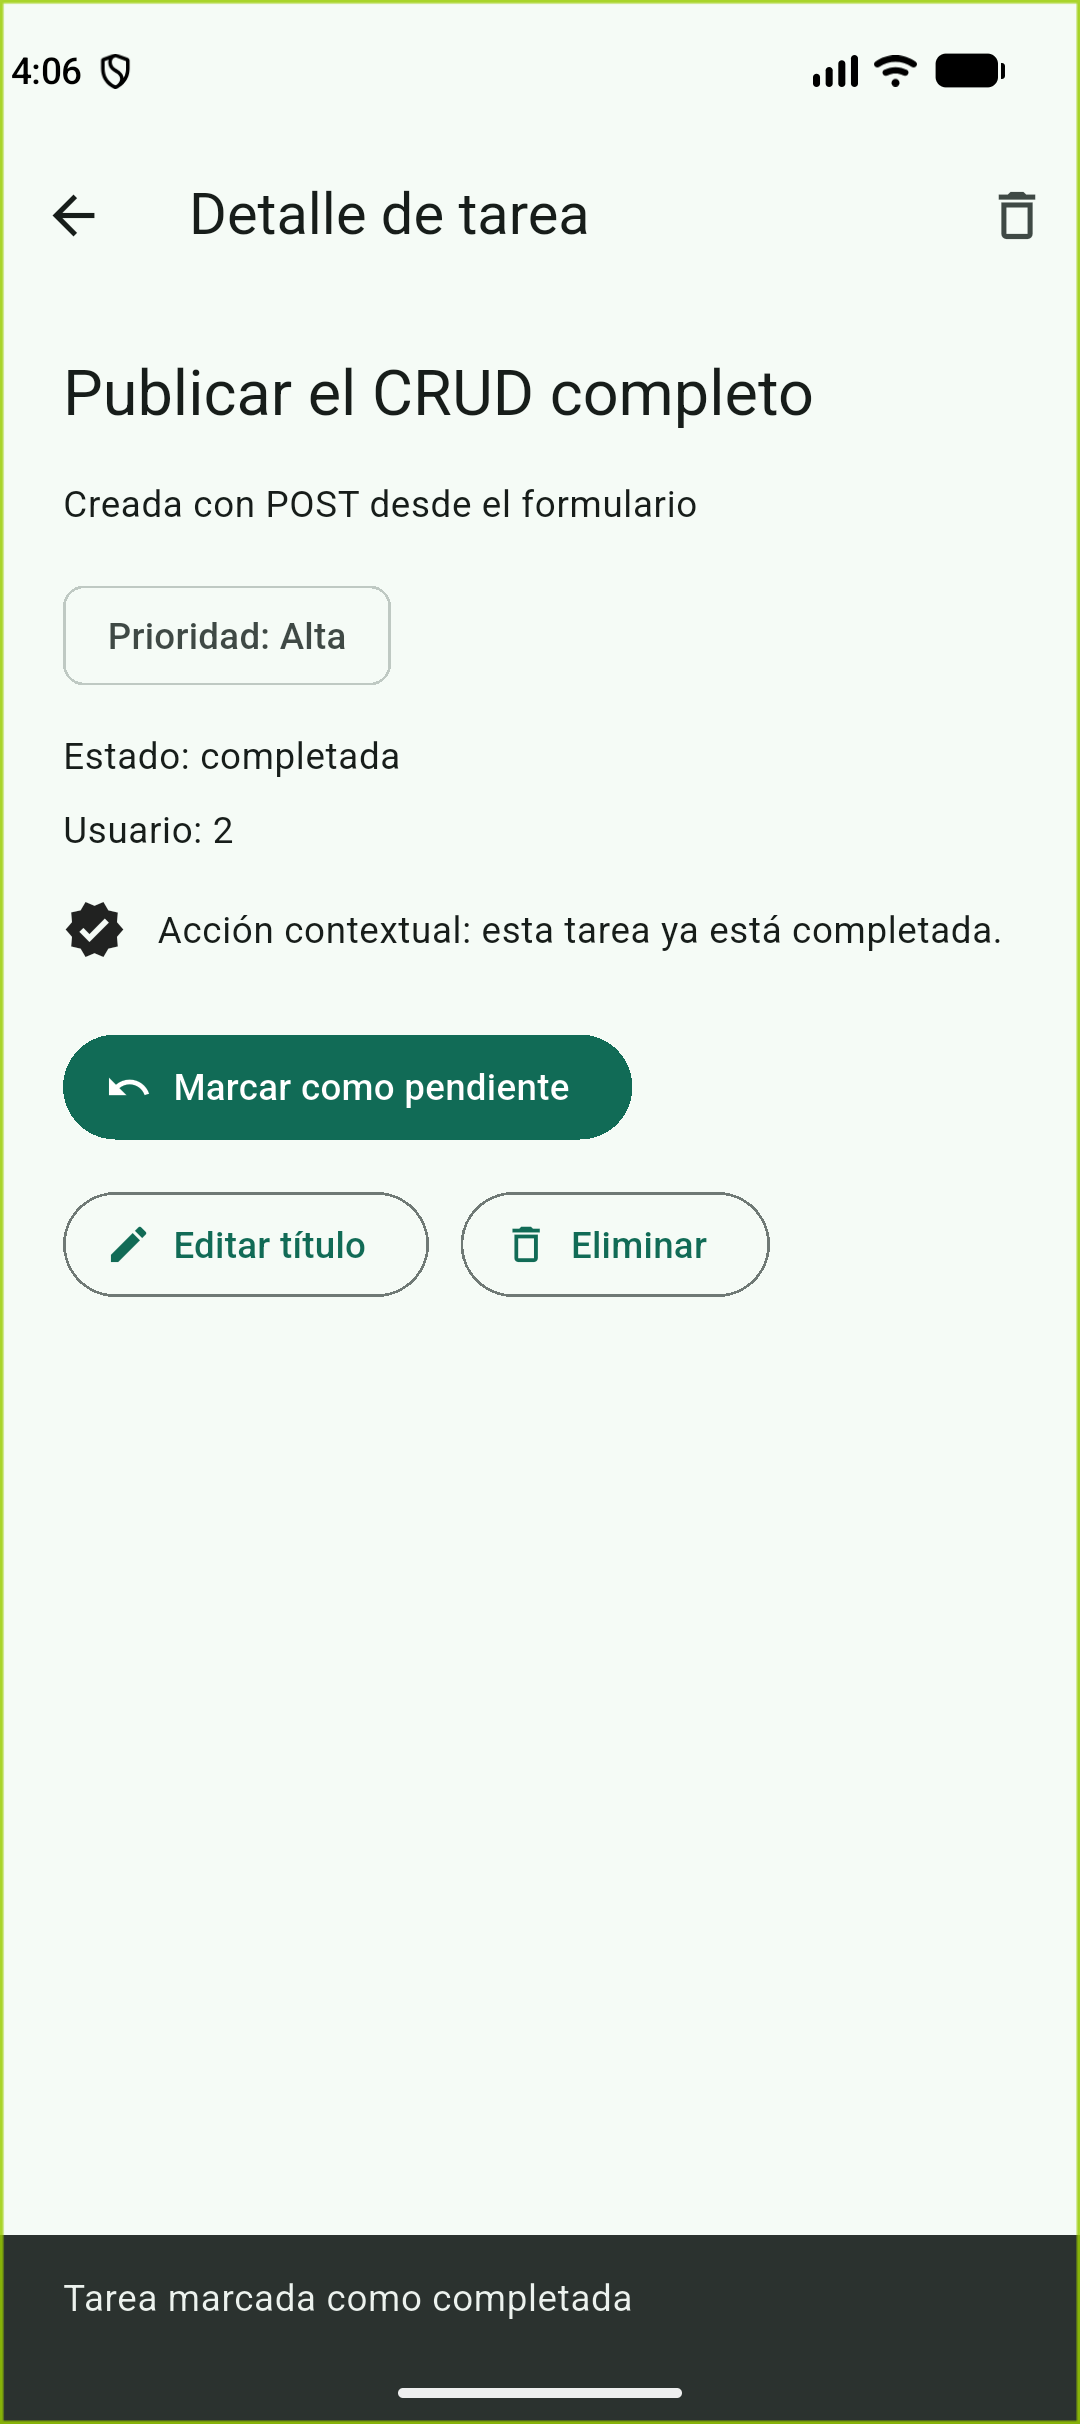 4:06
Detalle de tarea
Publicar el CRUD completo
Creada con POST desde el formulario
Prioridad: Alta
Estado: completada
Usuario: 2
Acción contextual: esta tarea ya está completada.
Marcar como pendiente
Editar título
Eliminar
Tarea marcada como completada